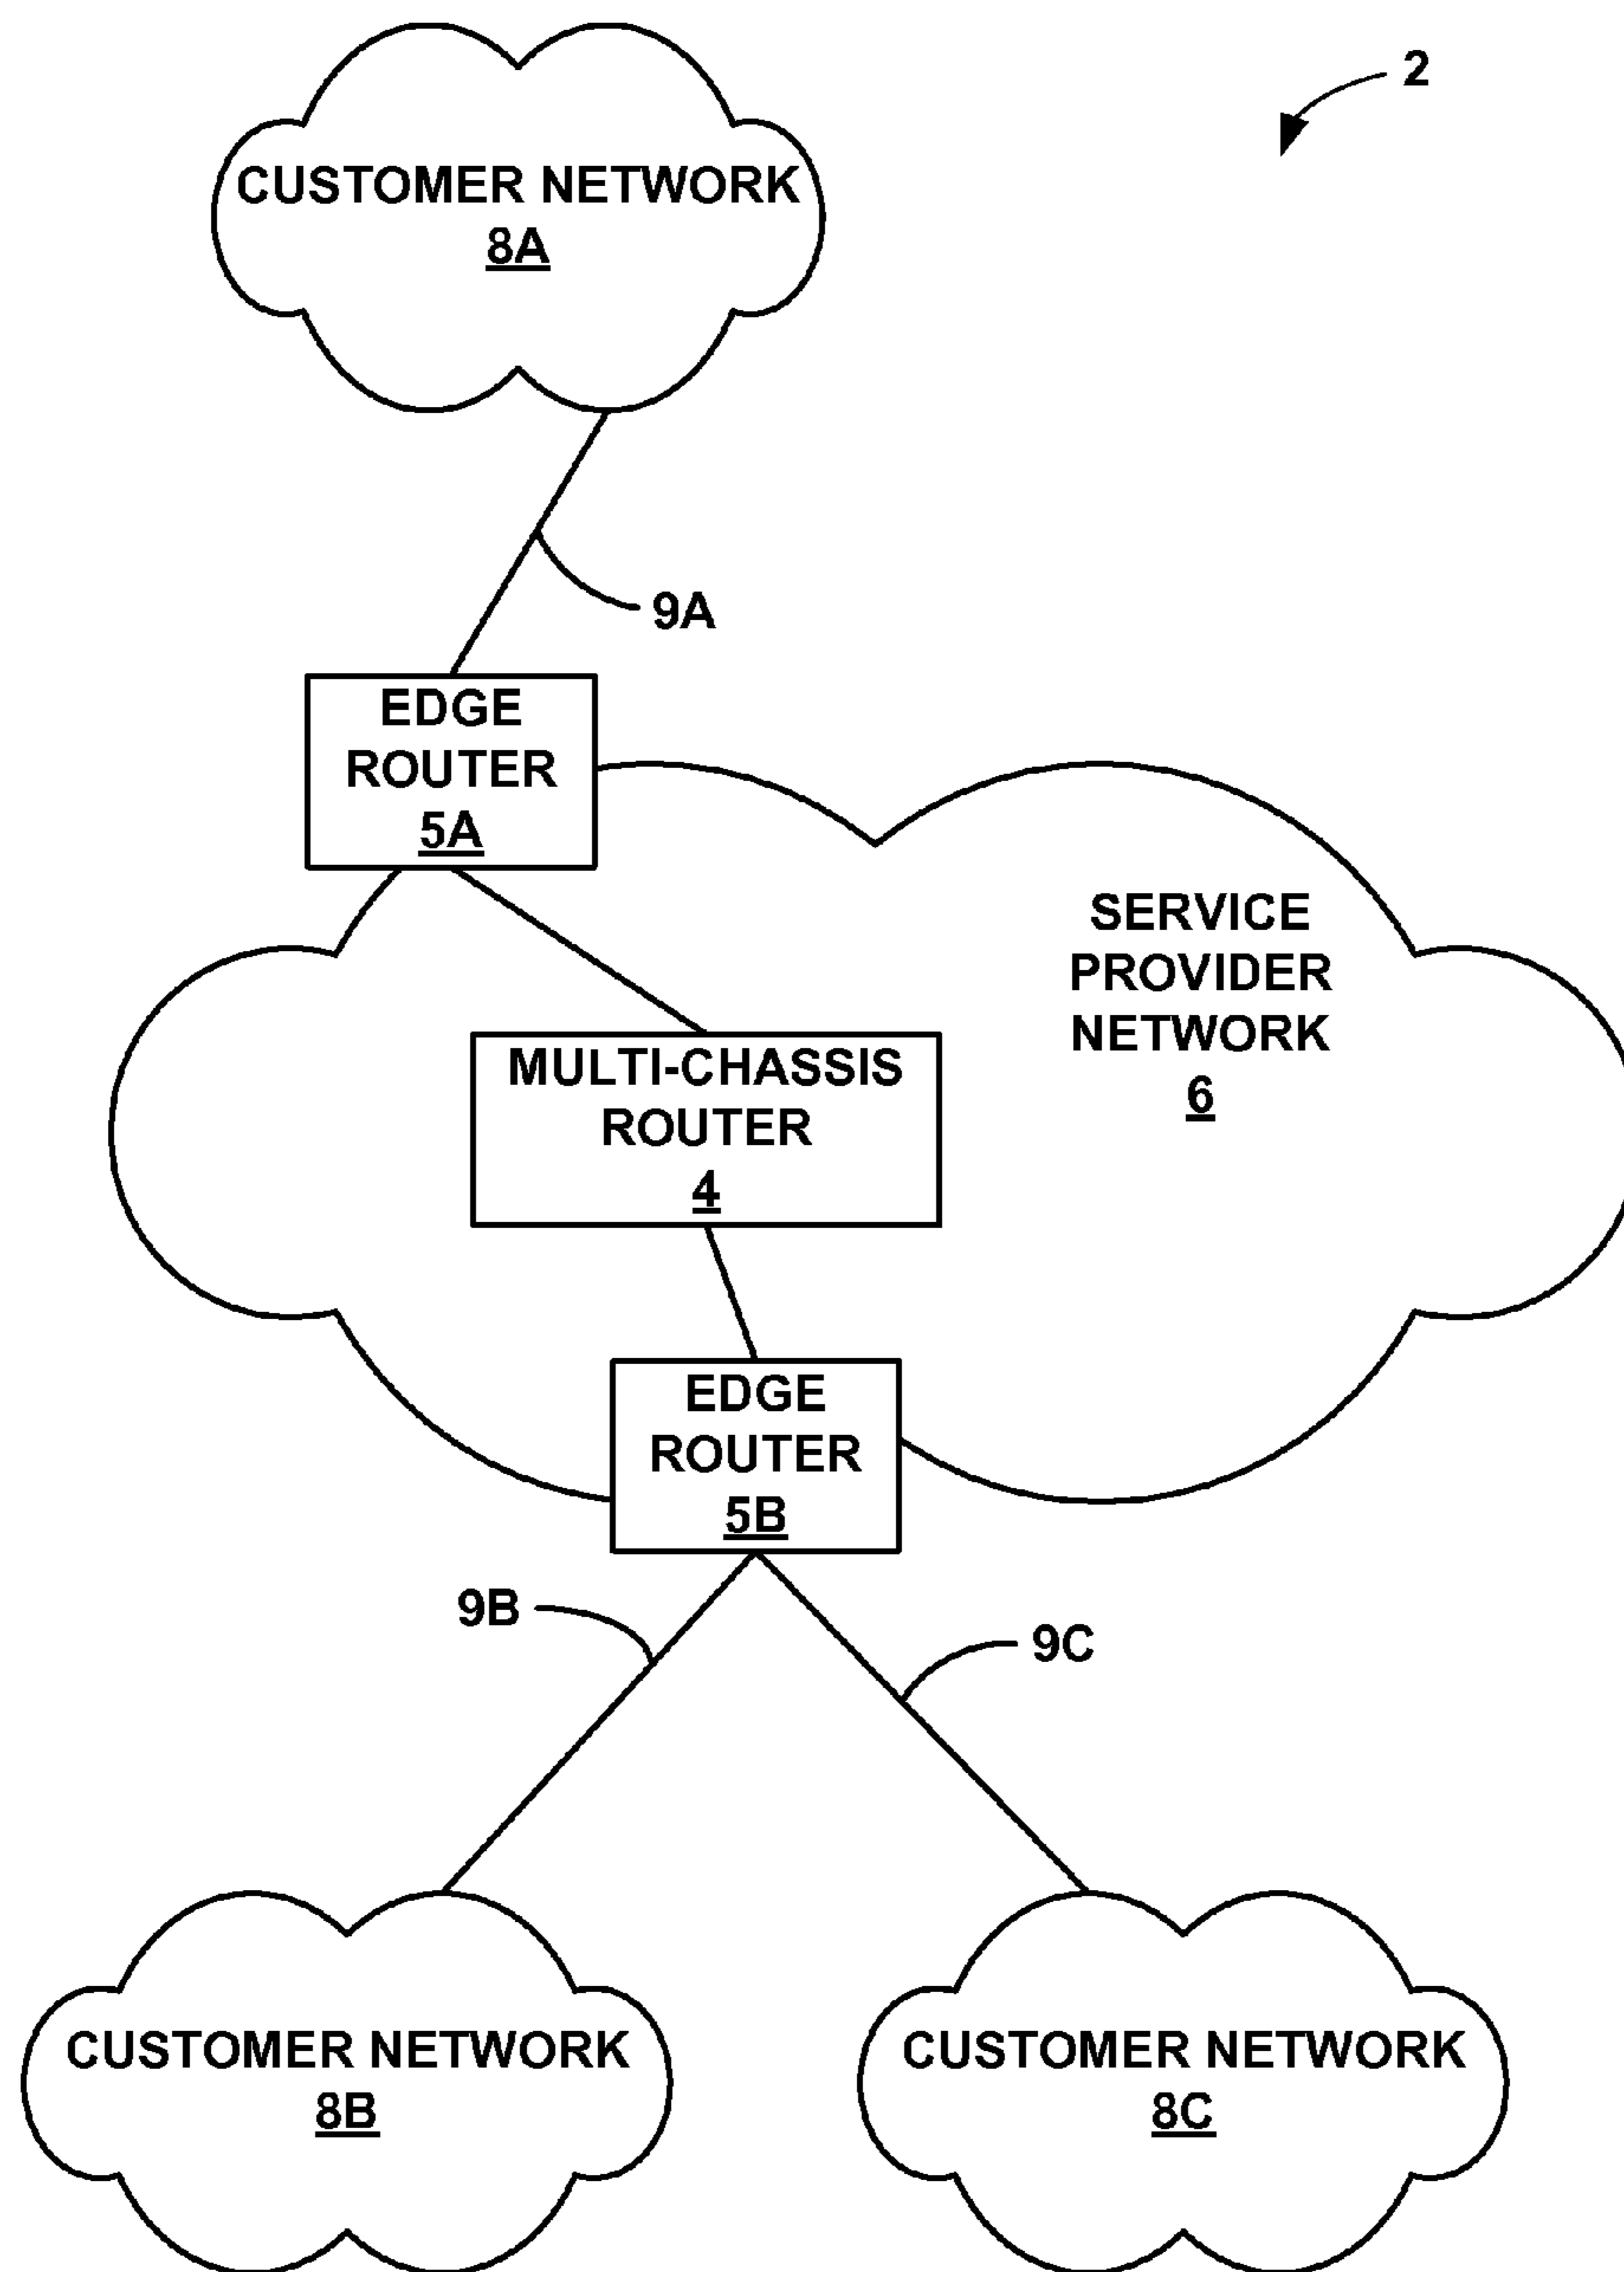 2
CUSTOMER NETWORK
8A
9A
EDGE
ROUTER
5A
SERVICE
PROVIDER
NETWORK
6
MULTI-CHASSIS
ROUTER
4
EDGE
ROUTER
5B
9B
9C
CUSTOMER NETWORK
8B
CUSTOMER NETWORK
8C